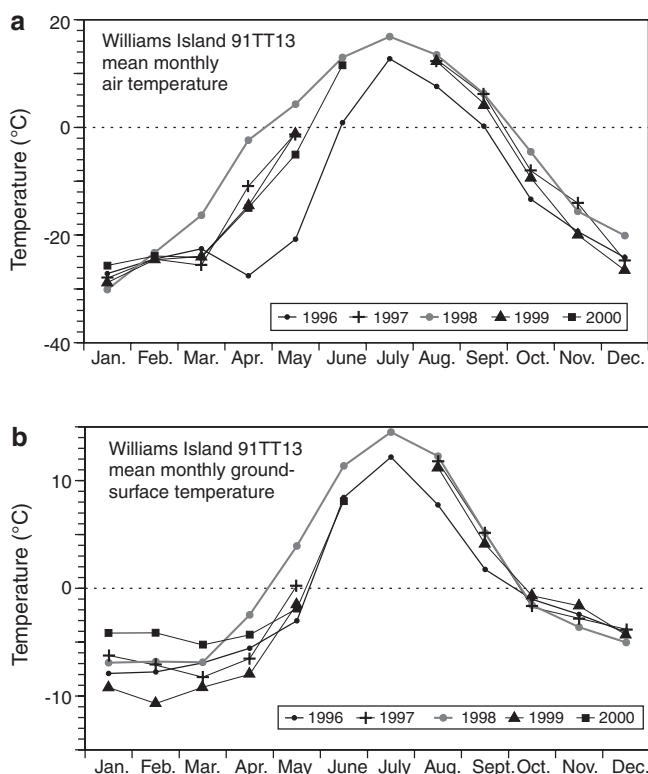 a
Williams Island 91TT13
mean monthly
air temperature
Temperature (°C)
20
0
-20
-40
1996 1997 1998 1999 2000
Jan. Feb. Mar. Apr. May June July Aug. Sept. Oct. Nov. Dec.
b
Williams Island 91TT13
mean monthly ground-
surface temperature
Temperature (°C)
10
0
-10
1996 1997 1998 1999 2000
Jan. Feb. Mar. Apr. May June July Aug. Sept. Oct. Nov. Dec.